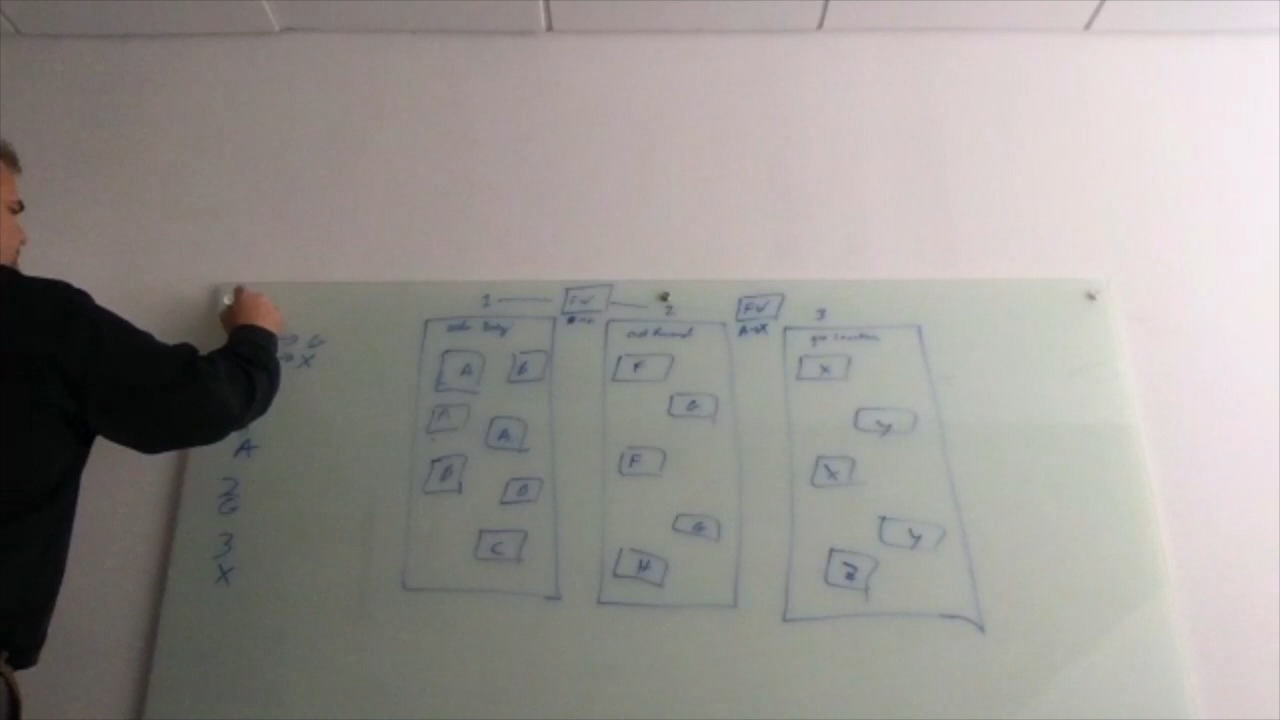 1 FW 2 FW 3
A→X
A G F X
A G Y
A F X
B B G Y
C H Z
→ G
→ X
A
2
G
3
X